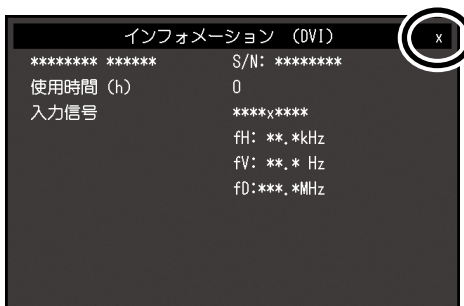 インフォメーション (DVI) x
******** ****** S/N: ********
使用時間 (h) 0
入力信号 ****x****
fH: **.*kHz
fV: **.* Hz
fD:***.*MHz